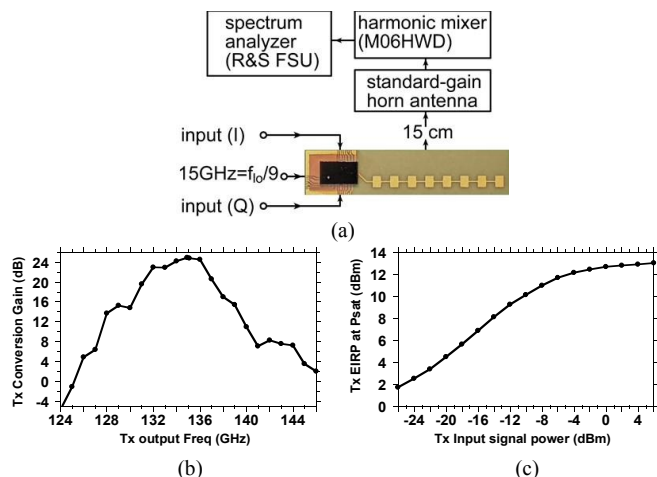 spectrum
analyzer
(R&S FSU)
harmonic mixer
(M06HWD)
standard-gain
horn antenna
15 cm
input (I)
15GHz=flo/9
input (Q)
(a)
Tx Conversion Gain (dB)
24
20
16
12
8
4
0
-4
124 128 132 136 140 144
Tx output Freq (GHz)
(b)
Tx EIRP at Psat (dBm)
14
12
10
8
6
4
2
0
-24 -20 -16 -12 -8 -4 0 4
Tx Input signal power (dBm)
(c)